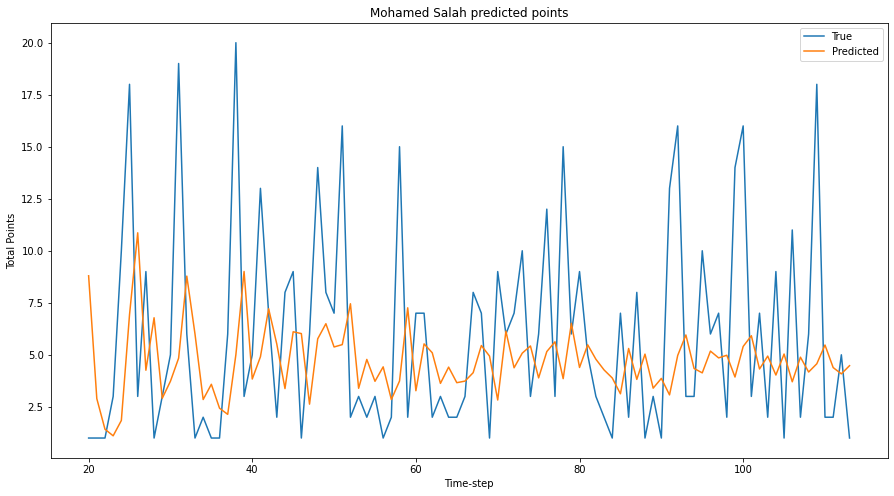 Mohamed Salah predicted points
True
Predicted
20.0
17.5
15.0
12.5
10.0
7.5
5.0
2.5
Total Points
20
40
60
80
100
Time-step